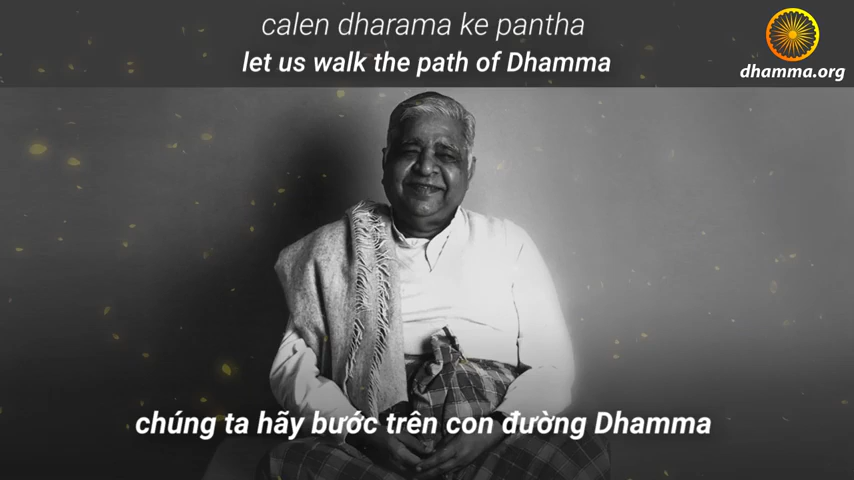 calen dharama ke pantha
let us walk the path of Dhamma
dhamma.org
chúng ta hãy bước trên con đường Dhamma